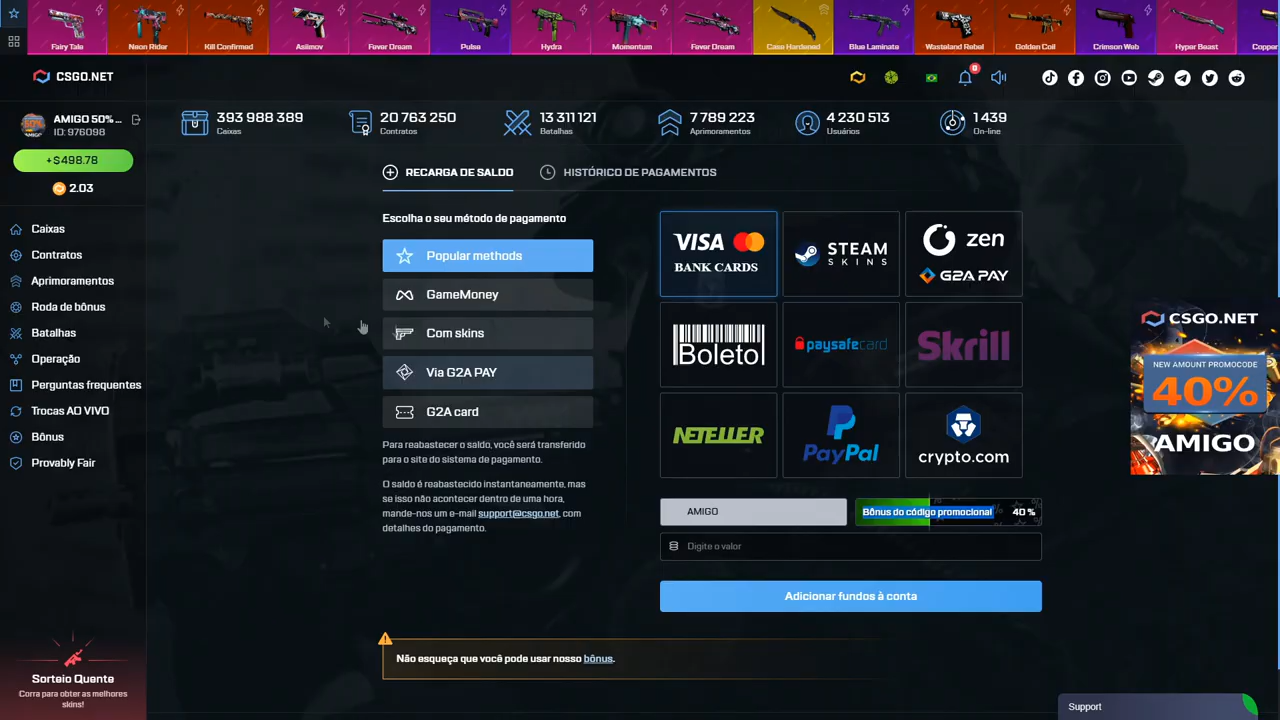 Fairy Tale
Neon Rider
Kill Confirmed
Asiimov
Fever Dream
Pulse
Hydra
Momentum
Fever Dream
Case Hardened
Blue Laminate
Wasteland Rebel
Golden Coil
Crimson Web
Hyper Beast
Copper
CSGO.NET
AMIGO 50% ...
ID: 976098
+$498.78
2.03
393 988 389
Caixas
20 763 250
Contratos
13 311 121
Batalhas
7 789 223
Aprimoramentos
4 230 513
Usuários
1 439
On-line
Caixas
Contratos
Aprimoramentos
Roda de bônus
Batalhas
Operação
Perguntas frequentes
Trocas AO VIVO
Bônus
Provably Fair
Sorteio Quente
Corra para obter as melhores
skins!
RECARGA DE SALDO
HISTÓRICO DE PAGAMENTOS
Escolha o seu método de pagamento
Popular methods
GameMoney
Com skins
Via G2A PAY
G2A card
Para reabastecer o saldo, você será transferido
para o site do sistema de pagamento.
O saldo é reabastecido instantaneamente, mas
se isso não acontecer dentro de uma hora,
mande-nos um e-mail support@csgo.net, com
detalhes do pagamento.
VISA
BANK CARDS
STEAM
SKINS
zen
G2A PAY
Boleto
paysafecard
Skrill
NETELLER
PayPal
crypto.com
AMIGO
Bônus do código promocional
40 %
Digite o valor
Adicionar fundos à conta
Não esqueça que você pode usar nosso bônus.
CSGO.NET
NEW AMOUNT PROMOCODE
40%
AMIGO
Support